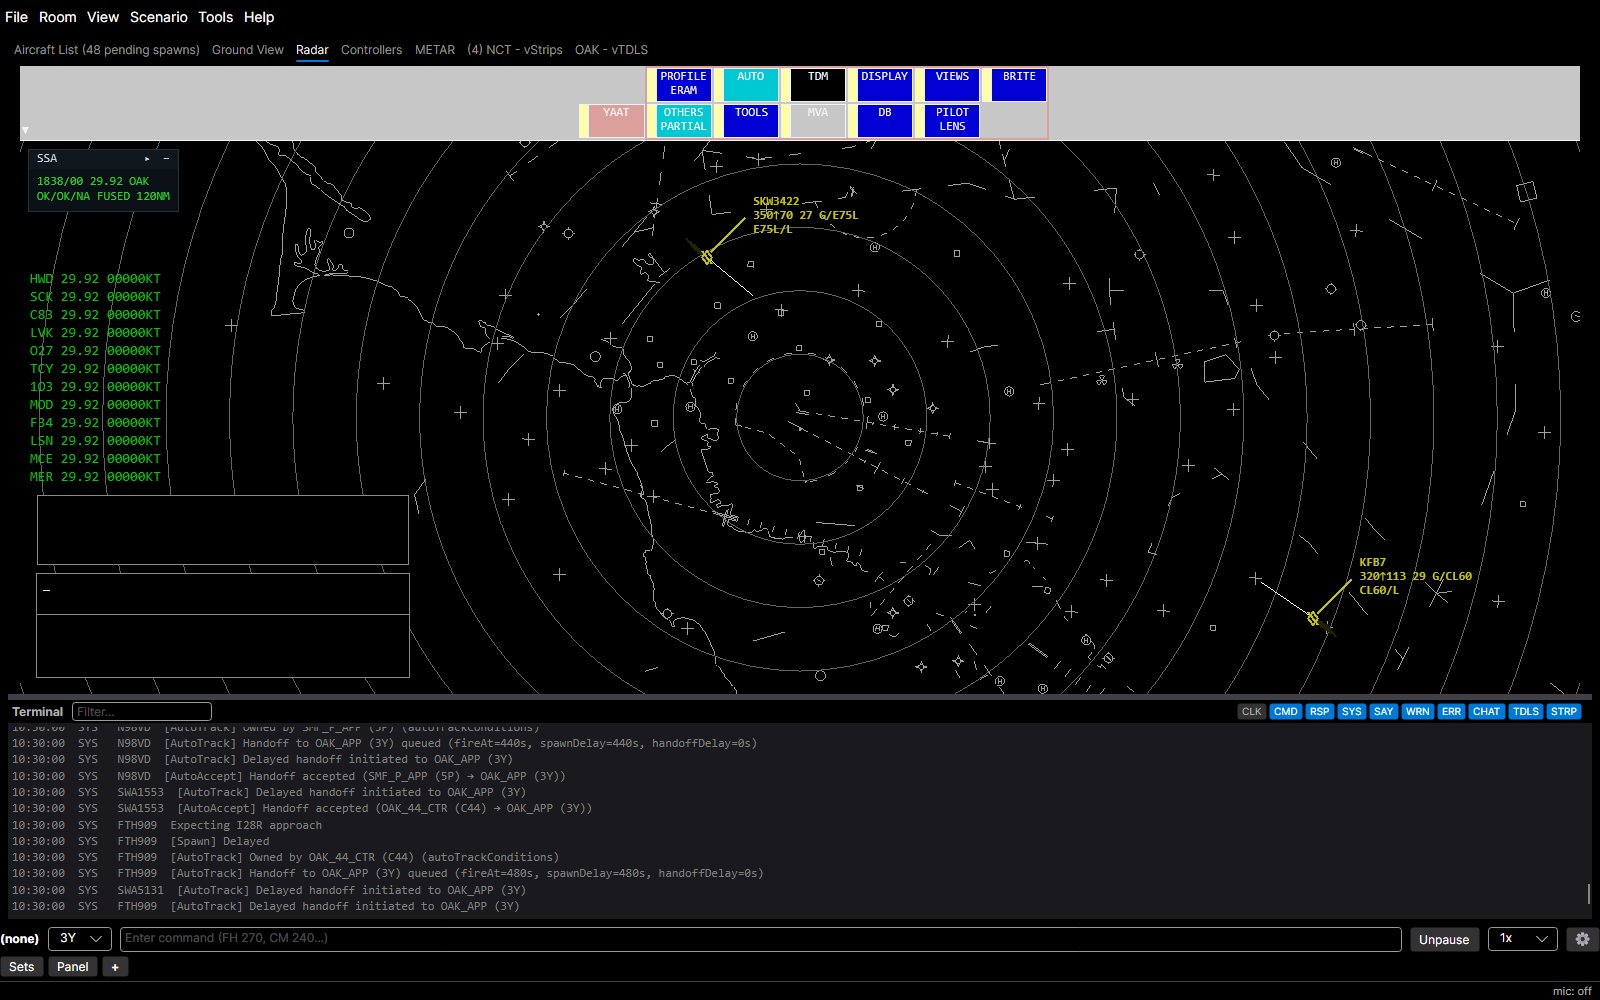 File Room View Scenario Tools Help
Aircraft List (48 pending spawns) Ground View Radar Controllers METAR (4) NCT - vStrips OAK - vTDLS
PROFILE ERAM AUTO TDM DISPLAY VIEWS BRITE
YAAT OTHERS PARTIAL TOOLS MVA DB PILOT LENS
SSA
1838/00 29.92 OAK
OK/OK/NA FUSED 120NM
SKW3422
350↑70 27 G/E75L
E75L/L
HWD 29.92 00000KT
SCK 29.92 00000KT
C83 29.92 00000KT
LVK 29.92 00000KT
O27 29.92 00000KT
TCY 29.92 00000KT
1O3 29.92 00000KT
MOD 29.92 00000KT
F34 29.92 00000KT
LSN 29.92 00000KT
MCE 29.92 00000KT
MER 29.92 00000KT
KFB7
320↑113 29 G/CL60
CL60/L
Terminal Filter... CLK CMD RSP SYS SAY WRN ERR CHAT TDLS STRP
10:30:00 SYS N98VD [AutoTrack] Owned by SMF_P_APP (5P) (autoTrackConditions)
10:30:00 SYS N98VD [AutoTrack] Handoff to OAK_APP (3Y) queued (fireAt=440s, spawnDelay=440s, handoffDelay=0s)
10:30:00 SYS N98VD [AutoTrack] Delayed handoff initiated to OAK_APP (3Y)
10:30:00 SYS N98VD [AutoAccept] Handoff accepted (SMF_P_APP (5P) → OAK_APP (3Y))
10:30:00 SYS SWA1553 [AutoTrack] Delayed handoff initiated to OAK_APP (3Y)
10:30:00 SYS SWA1553 [AutoAccept] Handoff accepted (OAK_44_CTR (C44) → OAK_APP (3Y))
10:30:00 SYS FTH909 Expecting I28R approach
10:30:00 SYS FTH909 [Spawn] Delayed
10:30:00 SYS FTH909 [AutoTrack] Owned by OAK_44_CTR (C44) (autoTrackConditions)
10:30:00 SYS FTH909 [AutoTrack] Handoff to OAK_APP (3Y) queued (fireAt=480s, spawnDelay=480s, handoffDelay=0s)
10:30:00 SYS SWA5131 [AutoTrack] Delayed handoff initiated to OAK_APP (3Y)
10:30:00 SYS FTH909 [AutoTrack] Delayed handoff initiated to OAK_APP (3Y)
(none) 3Y Enter command (FH 270, CM 240...) Unpause 1x
Sets Panel +
mic: off